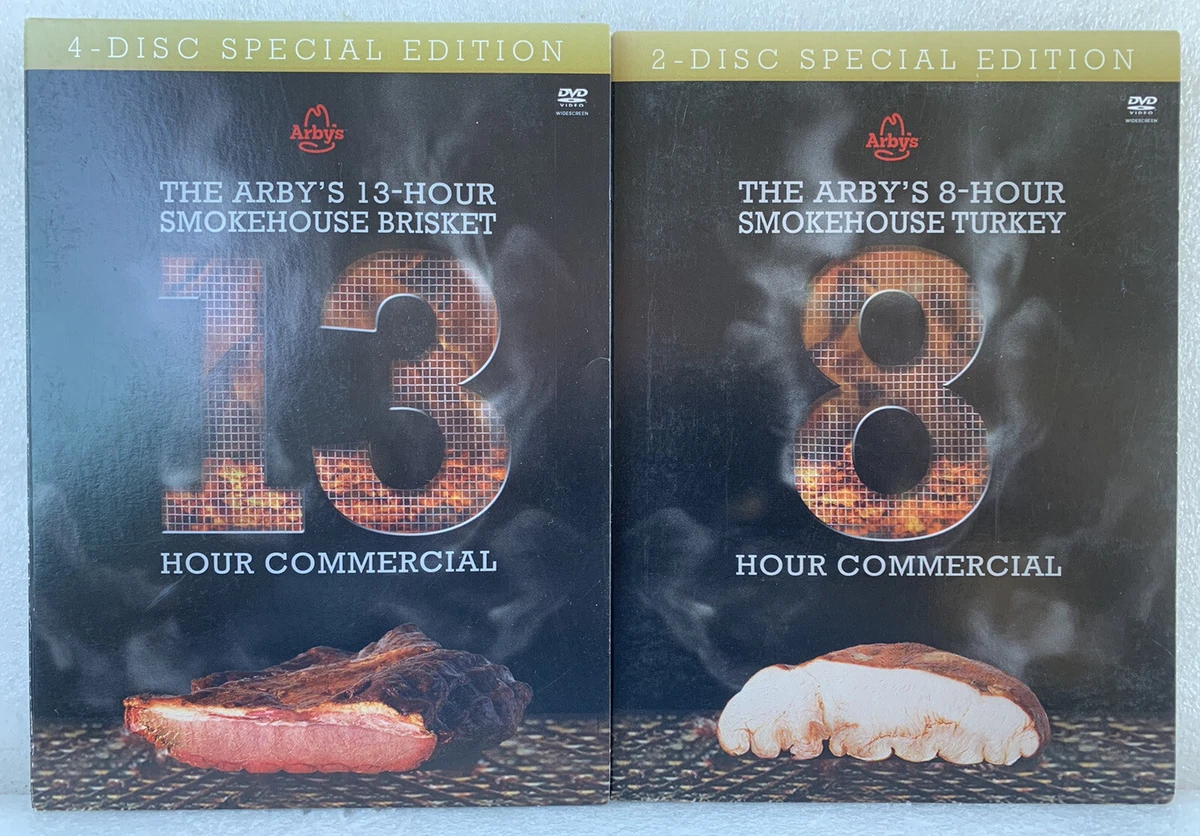 4-DISC SPECIAL EDITION
DVD
VIDEO
WIDESCREEN
Arby's
THE ARBY'S 13-HOUR
SMOKEHOUSE BRISKET
13
HOUR COMMERCIAL
2-DISC SPECIAL EDITION
DVD
VIDEO
WIDESCREEN
Arby's
THE ARBY'S 8-HOUR
SMOKEHOUSE TURKEY
8
HOUR COMMERCIAL